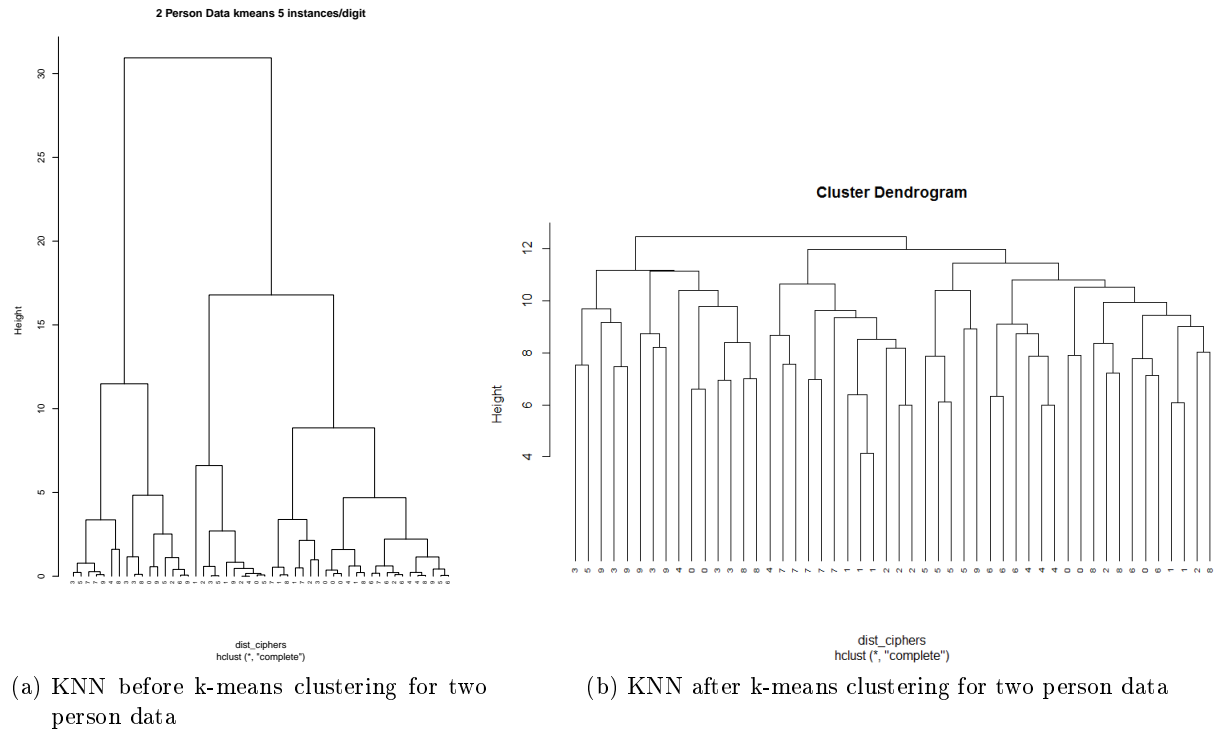 2 Person Data kmeans 5 instances/digit
30
25
20
15
10
5
0
Height
dist_ciphers
hclust (*, "complete")
(a) KNN before k-means clustering for two
person data
Cluster Dendrogram
12
10
8
6
4
Height
3 5 9 3 9 9 3 9 4 0 0 3 3 8 8 4 7 7 7 7 7 1 1 1 2 2 2 5 5 5 5 9 6 6 6 4 4 4 0 0 8 2 8 6 0 6 1 1 2 8
dist_ciphers
hclust (*, "complete")
(b) KNN after k-means clustering for two person data